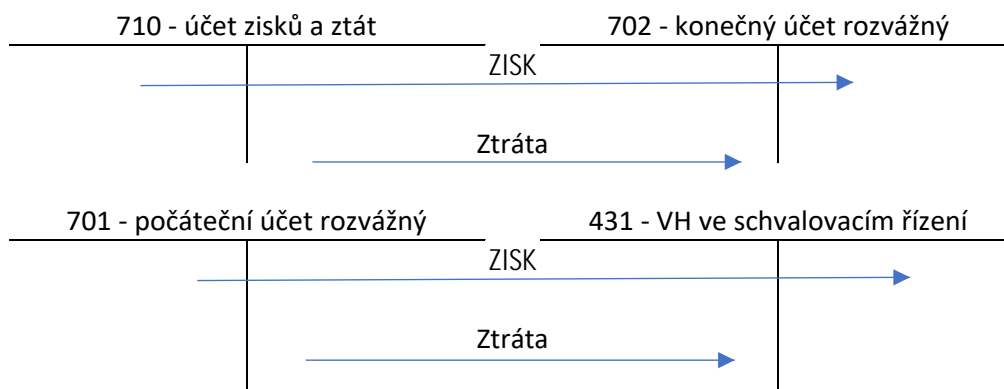 710 - účet zisků a ztát
702 - konečný účet rozvážný
ZISK
Ztráta
701 - počáteční účet rozvážný
431 - VH ve schvalovacím řízení
ZISK
Ztráta